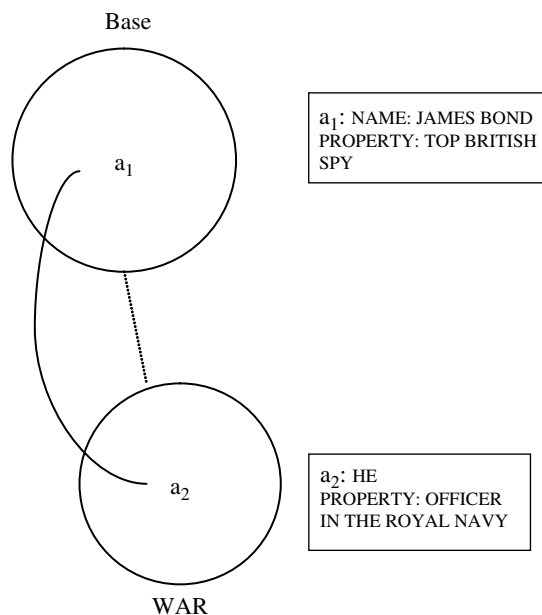 Base
a1
a1: NAME: JAMES BOND
PROPERTY: TOP BRITISH
SPY
a2
a2: HE
PROPERTY: OFFICER
IN THE ROYAL NAVY
WAR